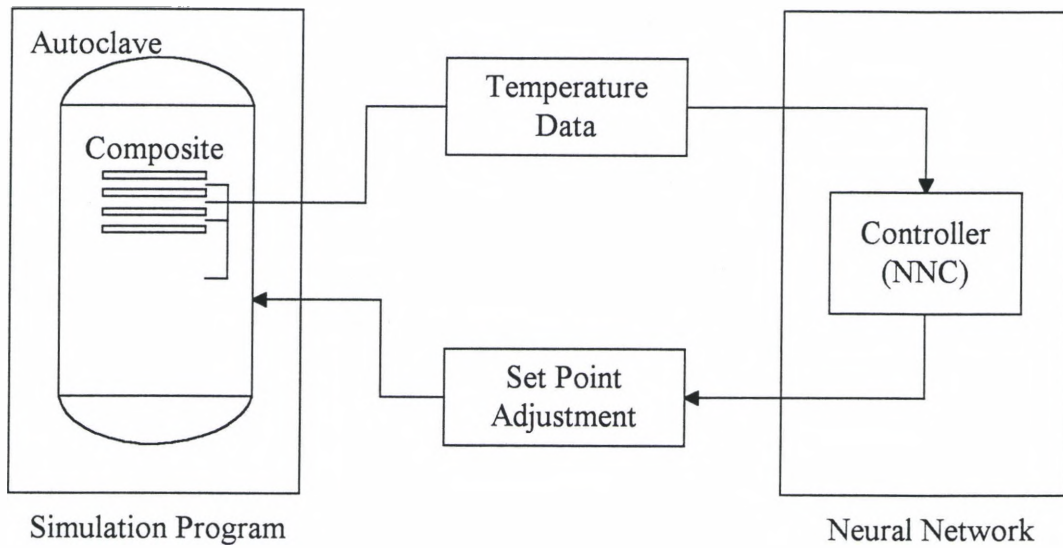 Autoclave
Composite
Temperature
Data
Controller
(NNC)
Set Point
Adjustment
Simulation Program
Neural Network